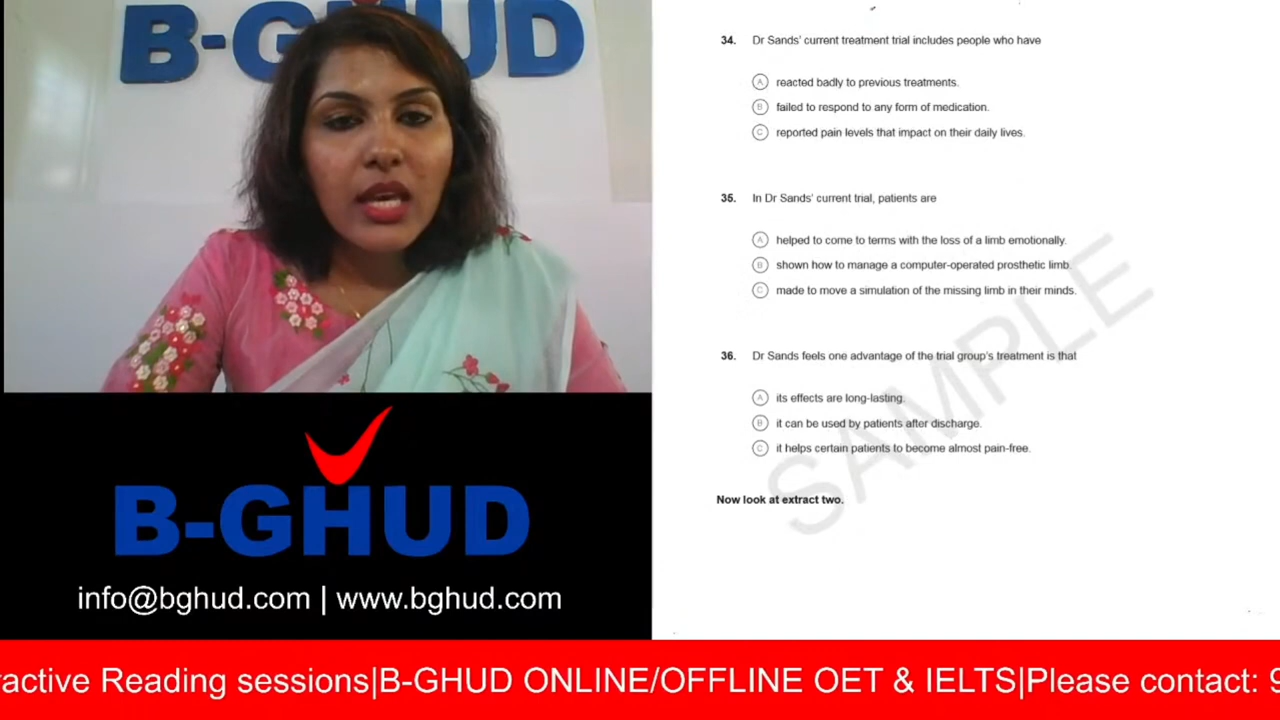 B-GHUD
34. Dr Sands' current treatment trial includes people who have
A reacted badly to previous treatments.
B failed to respond to any form of medication.
C reported pain levels that impact on their daily lives.
35. In Dr Sands' current trial, patients are
A helped to come to terms with the loss of a limb emotionally.
B shown how to manage a computer-operated prosthetic limb.
C made to move a simulation of the missing limb in their minds.
36. Dr Sands feels one advantage of the trial group's treatment is that
A its effects are long-lasting.
B it can be used by patients after discharge.
C it helps certain patients to become almost pain-free.
Now look at extract two.
SAMPLE
B-GHUD
info@bghud.com | www.bghud.com
ractive Reading sessions|B-GHUD ONLINE/OFFLINE OET & IELTS|Please contact: 9